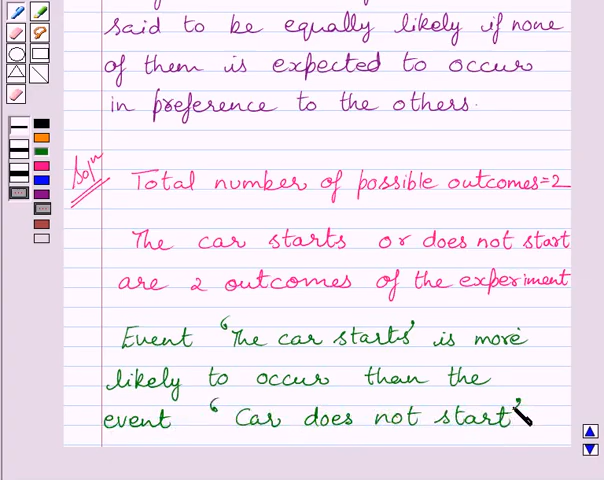 said to be equally likely if none
of them is expected to occur
in preference to the others.
Solⁿ
Total number of possible outcomes=2
The car starts or does not start
are 2 outcomes of the experiment
Event 'The car starts' is more
likely to occur than the
event 'Car does not start'